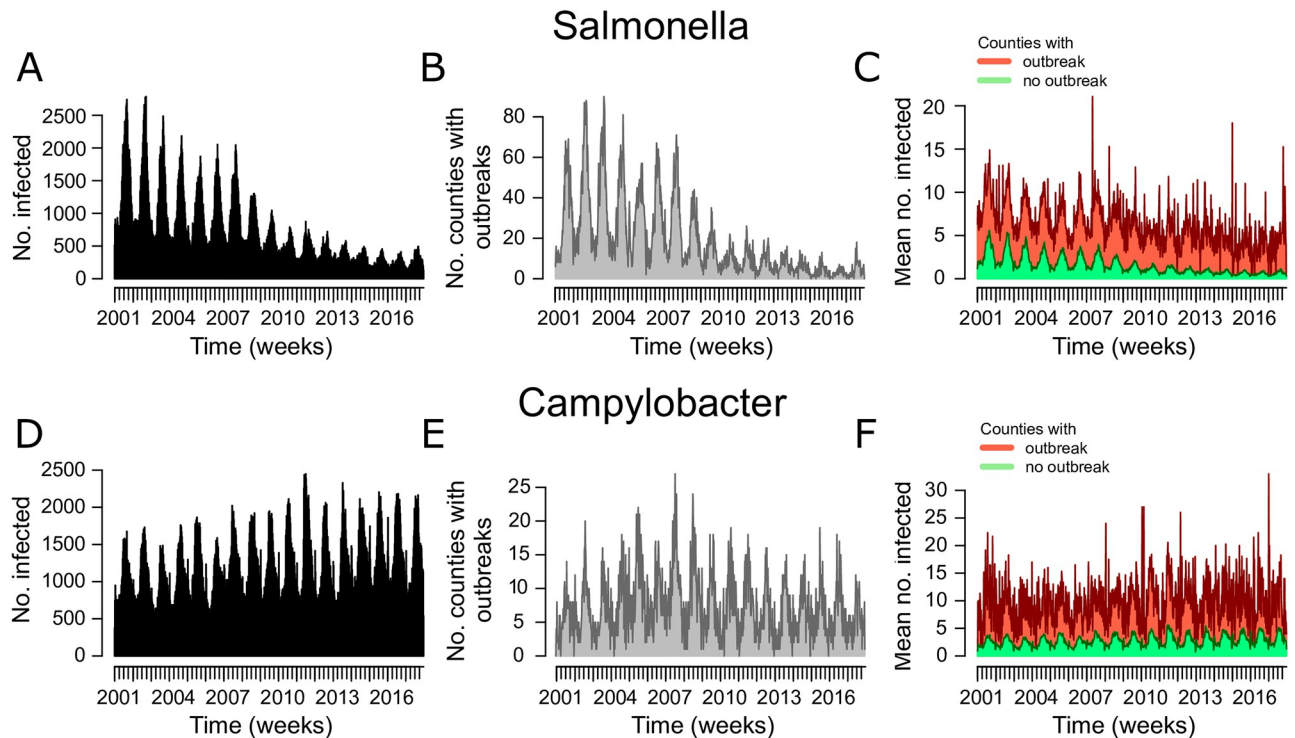 Salmonella
A
No. infected
2500
2000
1500
1000
500
0
2001 2004 2007 2010 2013 2016
Time (weeks)
B
No. counties with
outbreaks
80
60
40
20
0
2001 2004 2007 2010 2013 2016
Time (weeks)
C
Counties with
outbreak
no outbreak
Mean no. infected
20
15
10
5
0
2001 2004 2007 2010 2013 2016
Time (weeks)
Campylobacter
D
No. infected
2500
2000
1500
1000
500
0
2001 2004 2007 2010 2013 2016
Time (weeks)
E
No. counties with
outbreaks
25
20
15
10
5
0
2001 2004 2007 2010 2013 2016
Time (weeks)
F
Counties with
outbreak
no outbreak
Mean no. infected
30
25
20
15
10
5
0
2001 2004 2007 2010 2013 2016
Time (weeks)